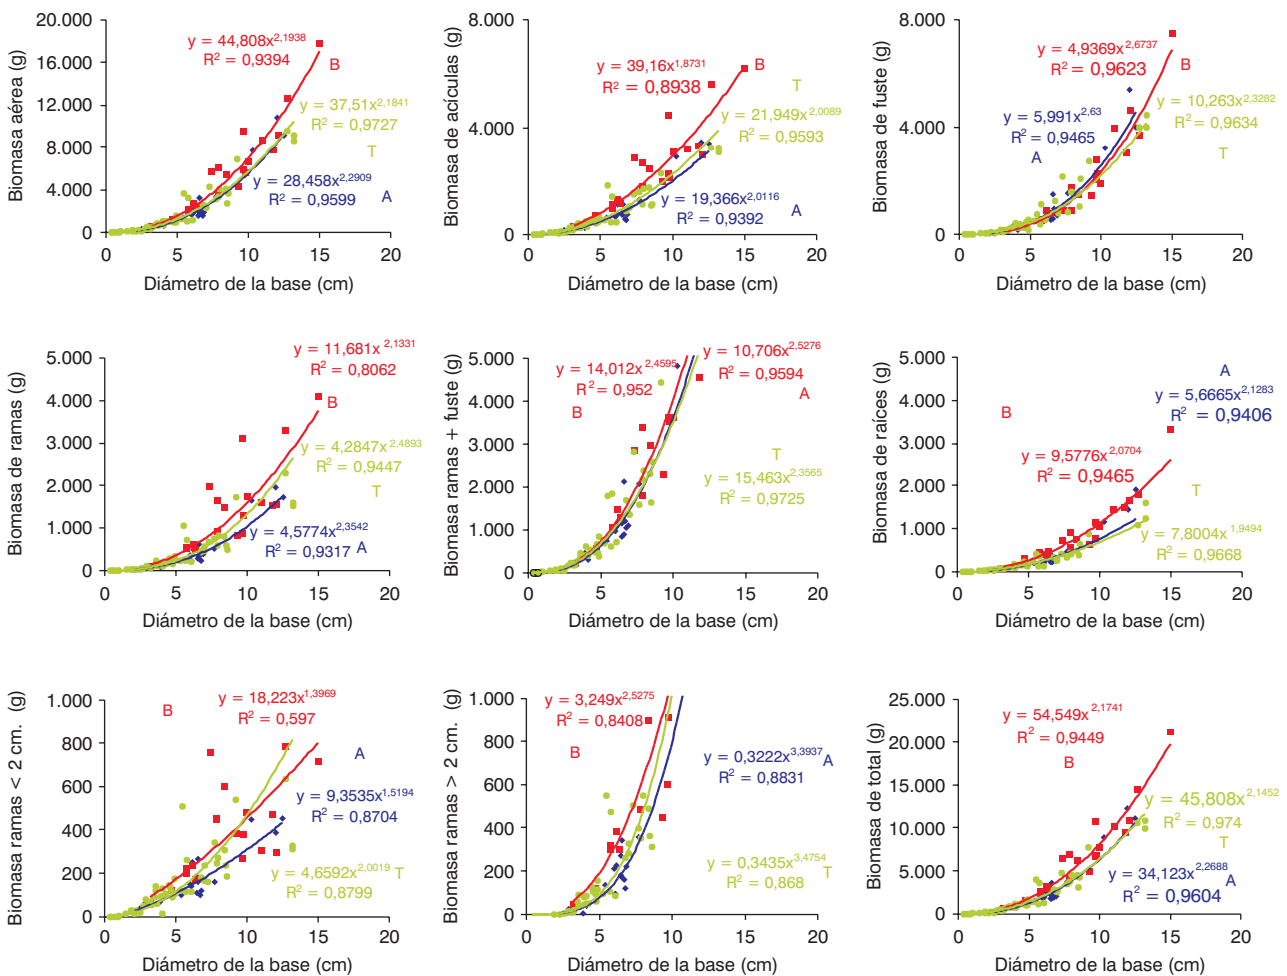 Biomasa aérea (g)
20.000
16.000
12.000
8.000
4.000
0
y = 44,808x^2,1938
R² = 0,9394
B
y = 37,51x^2,1841
R² = 0,9727
T
y = 28,458x^2,2909
R² = 0,9599
A
0 5 10 15 20
Diámetro de la base (cm)
Biomasa de acículas (g)
8.000
4.000
0
y = 39,16x^1,8731
R² = 0,8938
B
T
y = 21,949x^2,0089
R² = 0,9593
y = 19,366x^2,0116
R² = 0,9392
A
0 5 10 15 20
Diámetro de la base (cm)
Biomasa de fuste (g)
8.000
4.000
0
y = 4,9369x^2,6737
R² = 0,9623
B
y = 5,991x^2,63
R² = 0,9465
A
y = 10,263x^2,3282
R² = 0,9634
T
0 5 10 15 20
Diámetro de la base (cm)
Biomasa de ramas (g)
5.000
4.000
3.000
2.000
1.000
0
y = 11,681x^2,1331
R² = 0,8062
B
y = 4,2847x^2,4893
R² = 0,9447
T
y = 4,5774x^2,3542
R² = 0,9317 A
0 5 10 15 20
Diámetro de la base (cm)
Biomasa ramas + fuste (g)
5.000
4.000
3.000
2.000
1.000
0
y = 14,012x^2,4595
R² = 0,952
B
y = 10,706x^2,5276
R² = 0,9594
A
T
y = 15,463x^2,3565
R² = 0,9725
0 5 10 15 20
Diámetro de la base (cm)
Biomasa de raíces (g)
5.000
4.000
3.000
2.000
1.000
0
A
y = 5,6665x^2,1283
R² = 0,9406
B
y = 9,5776x^2,0704
R² = 0,9465
T
y = 7,8004x^1,9494
R² = 0,9668
0 5 10 15 20
Diámetro de la base (cm)
Biomasa ramas < 2 cm. (g)
1.000
800
600
400
200
0
B
y = 18,223x^1,3969
R² = 0,597
A
y = 9,3535x^1,5194
R² = 0,8704
y = 4,6592x^2,0019 T
R² = 0,8799
0 5 10 15 20
Diámetro de la base (cm)
Biomasa ramas > 2 cm. (g)
1.000
800
600
400
200
0
y = 3,249x^2,5275
R² = 0,8408
B
y = 0,3222x^3,3937 A
R² = 0,8831
y = 0,3435x^3,4754 T
R² = 0,868
0 5 10 15 20
Diámetro de la base (cm)
Biomasa de total (g)
25.000
20.000
15.000
10.000
5.000
0
y = 54,549x^2,1741
R² = 0,9449
B
y = 45,808x^2,1452
R² = 0,974
T
y = 34,123x^2,2688
R² = 0,9604
A
0 5 10 15 20
Diámetro de la base (cm)